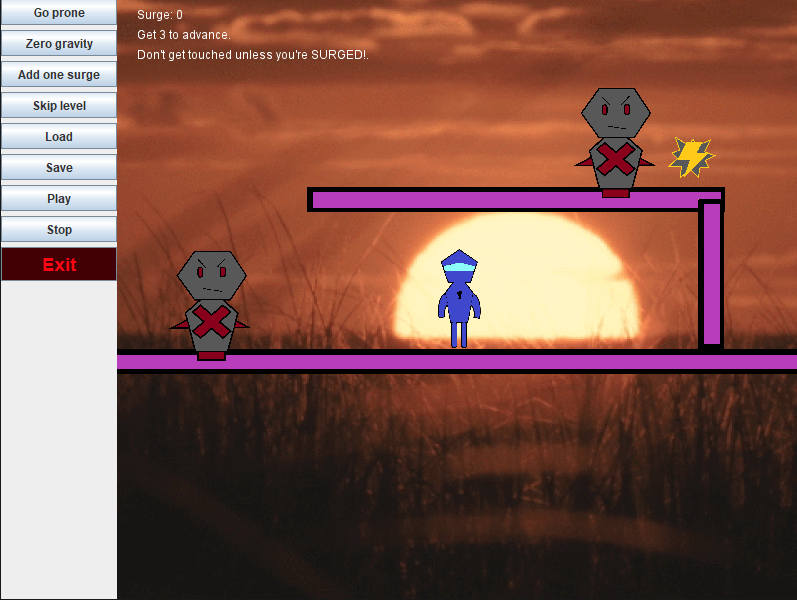 Go prone
Zero gravity
Add one surge
Skip level
Load
Save
Play
Stop
Exit
Surge: 0
Get 3 to advance.
Don't get touched unless you're SURGED!.